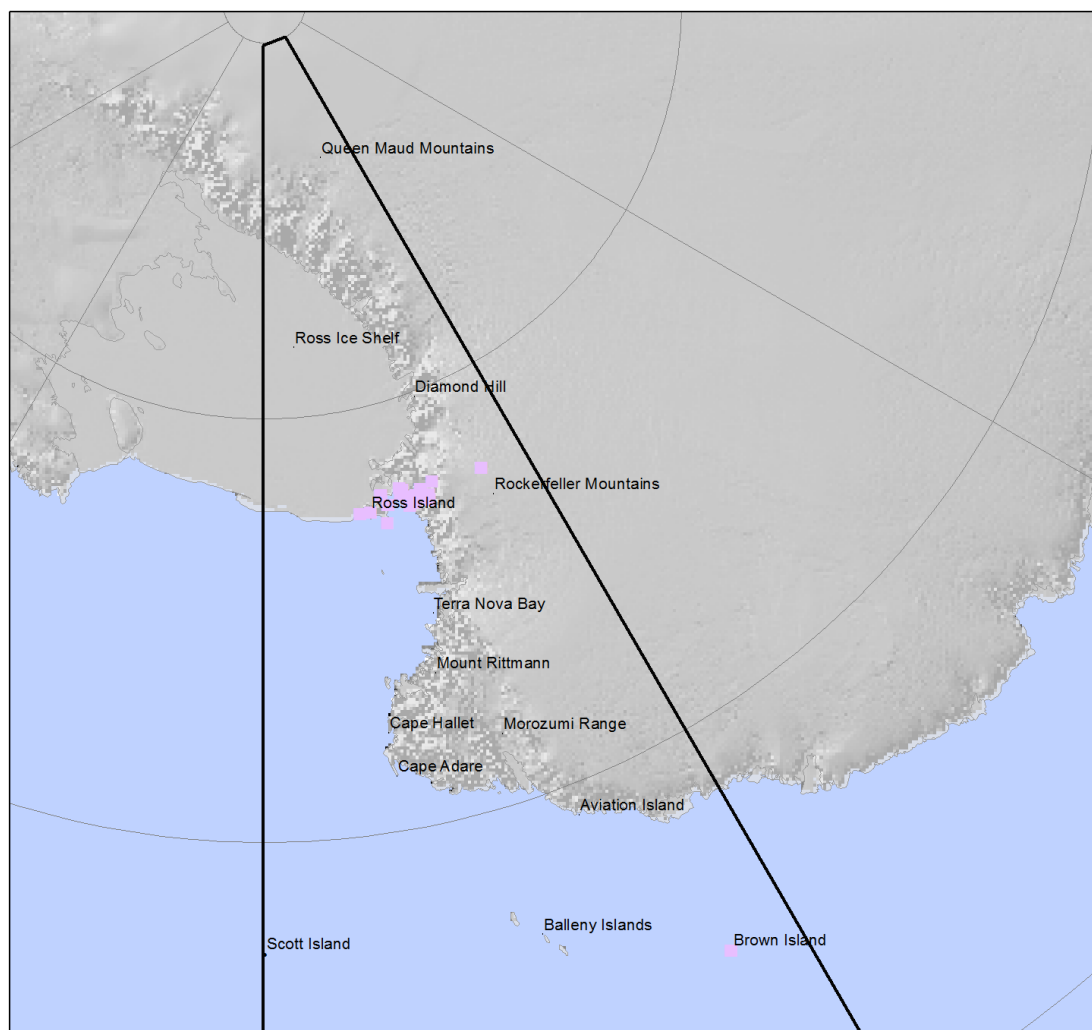 Queen Maud Mountains
Ross Ice Shelf
Diamond Hill
Rockerfeller Mountains
Ross Island
Terra Nova Bay
Mount Rittmann
Cape Hallet
Morozumi Range
Cape Adare
Aviation Island
Balleny Islands
Brown Island
Scott Island